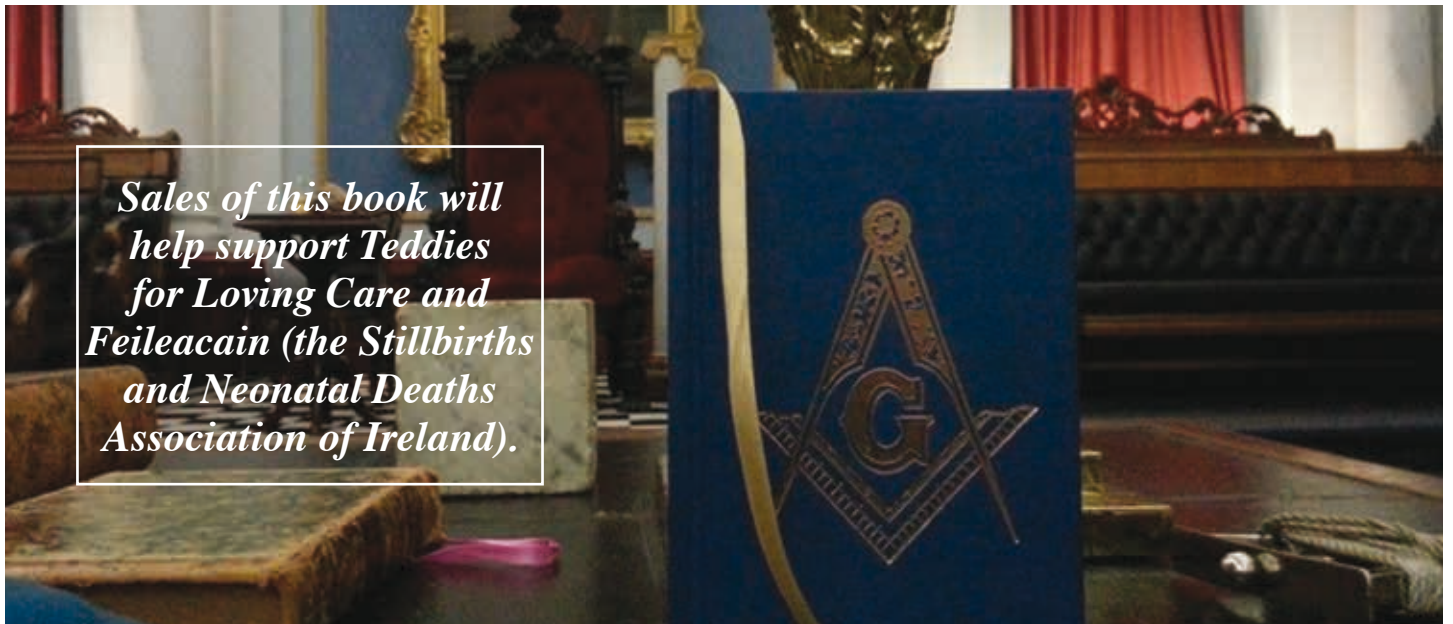 Sales of this book will
help support Teddies
for Loving Care and
Feileacain (the Stillbirths
and Neonatal Deaths
Association of Ireland).
G